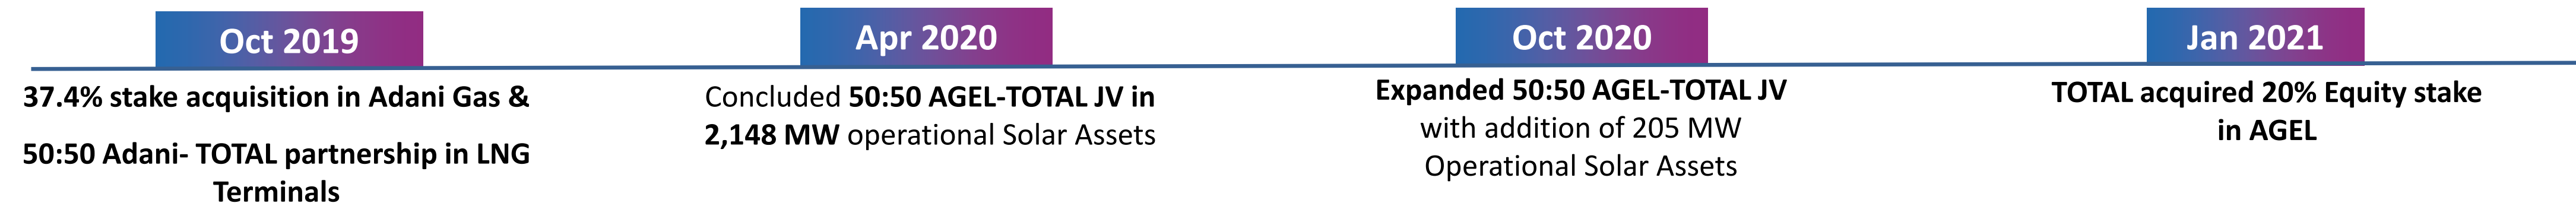 Oct 2019
37.4% stake acquisition in Adani Gas &
50:50 Adani- TOTAL partnership in LNG
Terminals
Apr 2020
Concluded 50:50 AGEL-TOTAL JV in
2,148 MW operational Solar Assets
Oct 2020
Expanded 50:50 AGEL-TOTAL JV
with addition of 205 MW
Operational Solar Assets
Jan 2021
TOTAL acquired 20% Equity stake
in AGEL